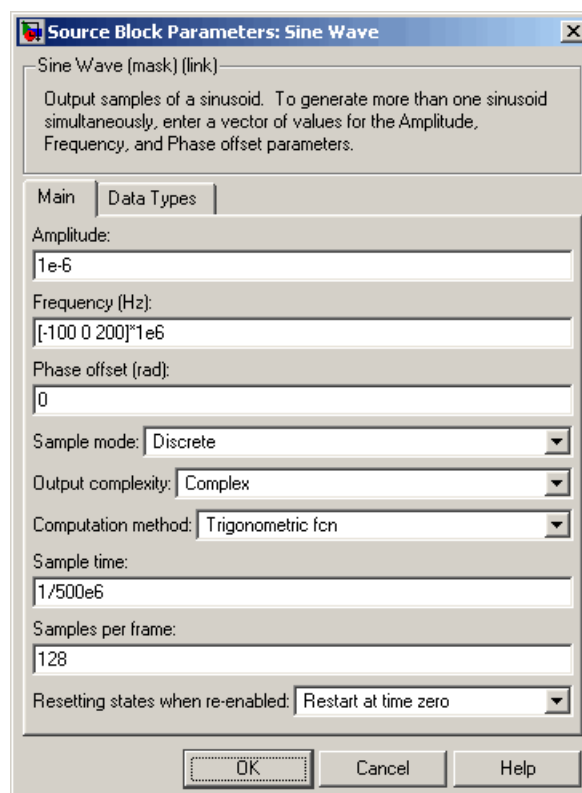 Source Block Parameters: Sine Wave
Sine Wave (mask) (link)
Output samples of a sinusoid. To generate more than one sinusoid
simultaneously, enter a vector of values for the Amplitude,
Frequency, and Phase offset parameters.
Main
Data Types
Amplitude:
1e-6
Frequency (Hz):
[-100 0 200]*1e6
Phase offset (rad):
0
Sample mode: Discrete
Output complexity: Complex
Computation method: Trigonometric fcn
Sample time:
1/500e6
Samples per frame:
128
Resetting states when re-enabled: Restart at time zero
OK
Cancel
Help